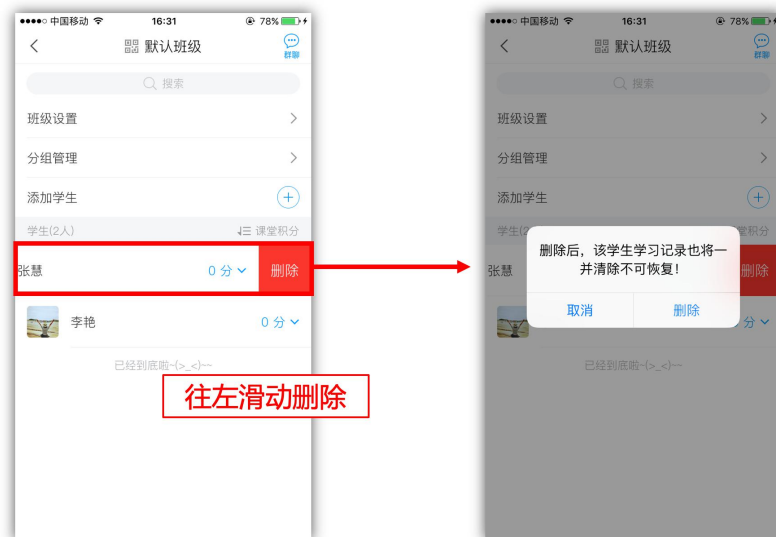 中国移动 16:31 78%
默认班级 群聊
搜索
班级设置
分组管理
添加学生
学生(2人) 课堂积分
张慧 0 分 删除
李艳 0 分
已经到底啦~(>_<)~~
往左滑动删除
中国移动 16:31 78%
默认班级 群聊
搜索
班级设置
分组管理
添加学生
学生(2 堂积分
删除后，该学生学习记录也将一
并清除不可恢复！
张慧 删除
取消 删除
分
已经到底啦~(>_<)~~